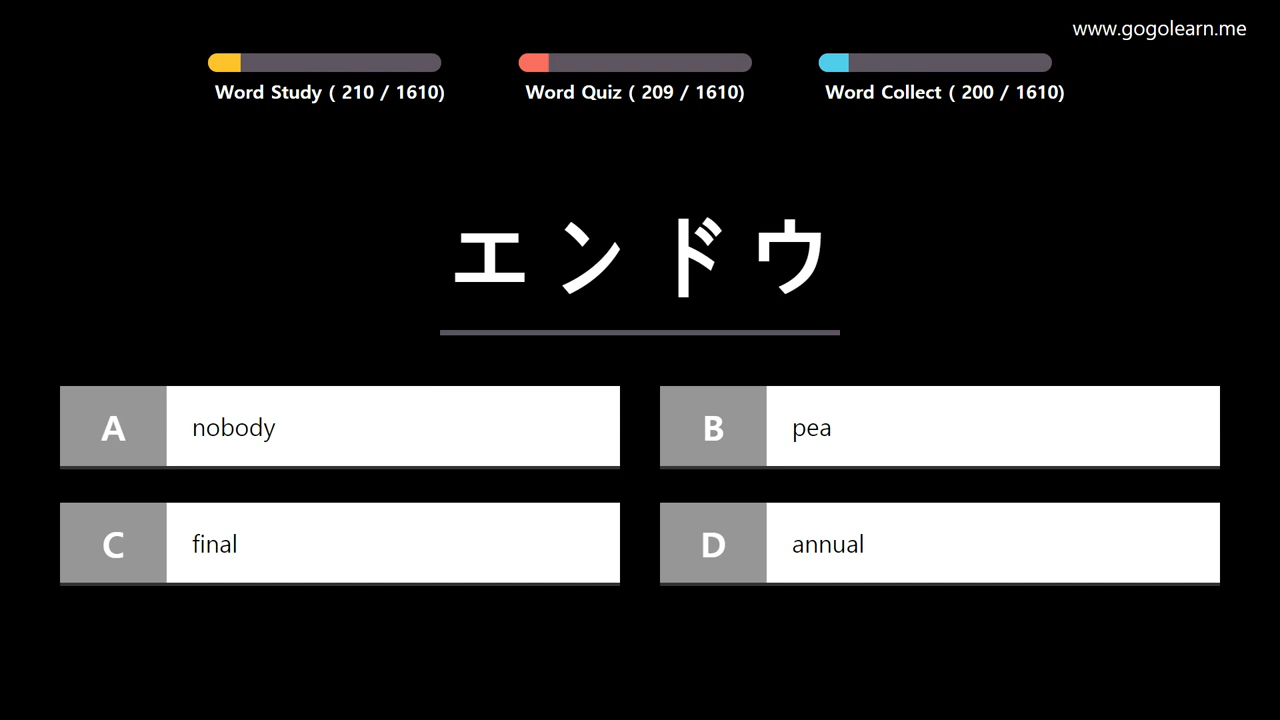 www.gogolearn.me
Word Study ( 210 / 1610)
Word Quiz ( 209 / 1610)
Word Collect ( 200 / 1610)
エンドウ
A nobody
B pea
C final
D annual